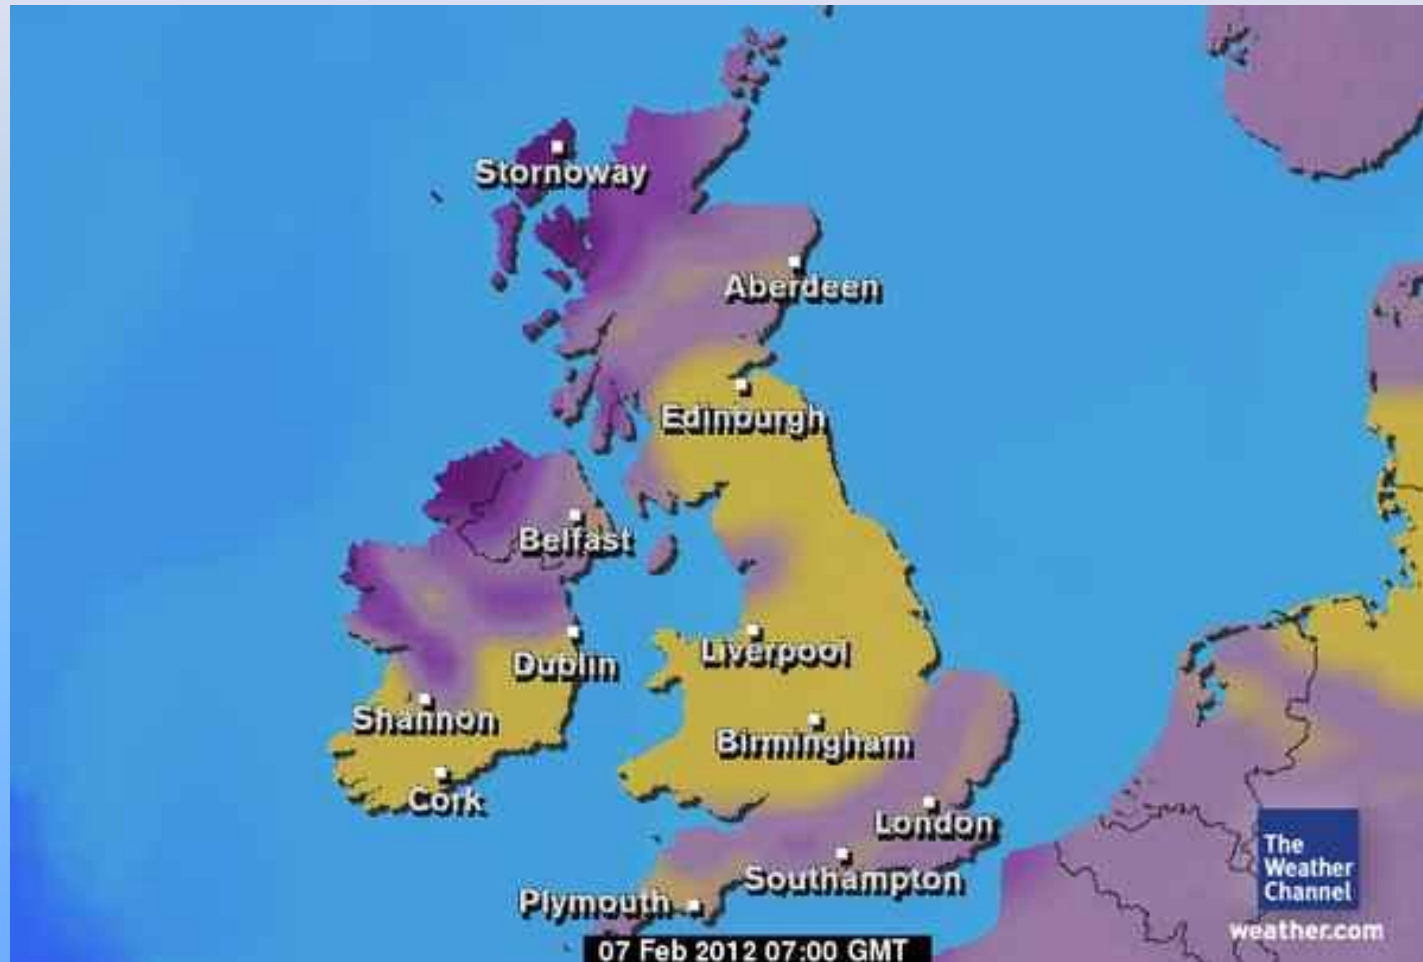 Stornoway
Aberdeen
Edinburgh
Belfast
Dublin
Liverpool
Shannon
Birmingham
Cork
London
Southampton
Plymouth
The
Weather
Channel
weather.com
07 Feb 2012 07:00 GMT